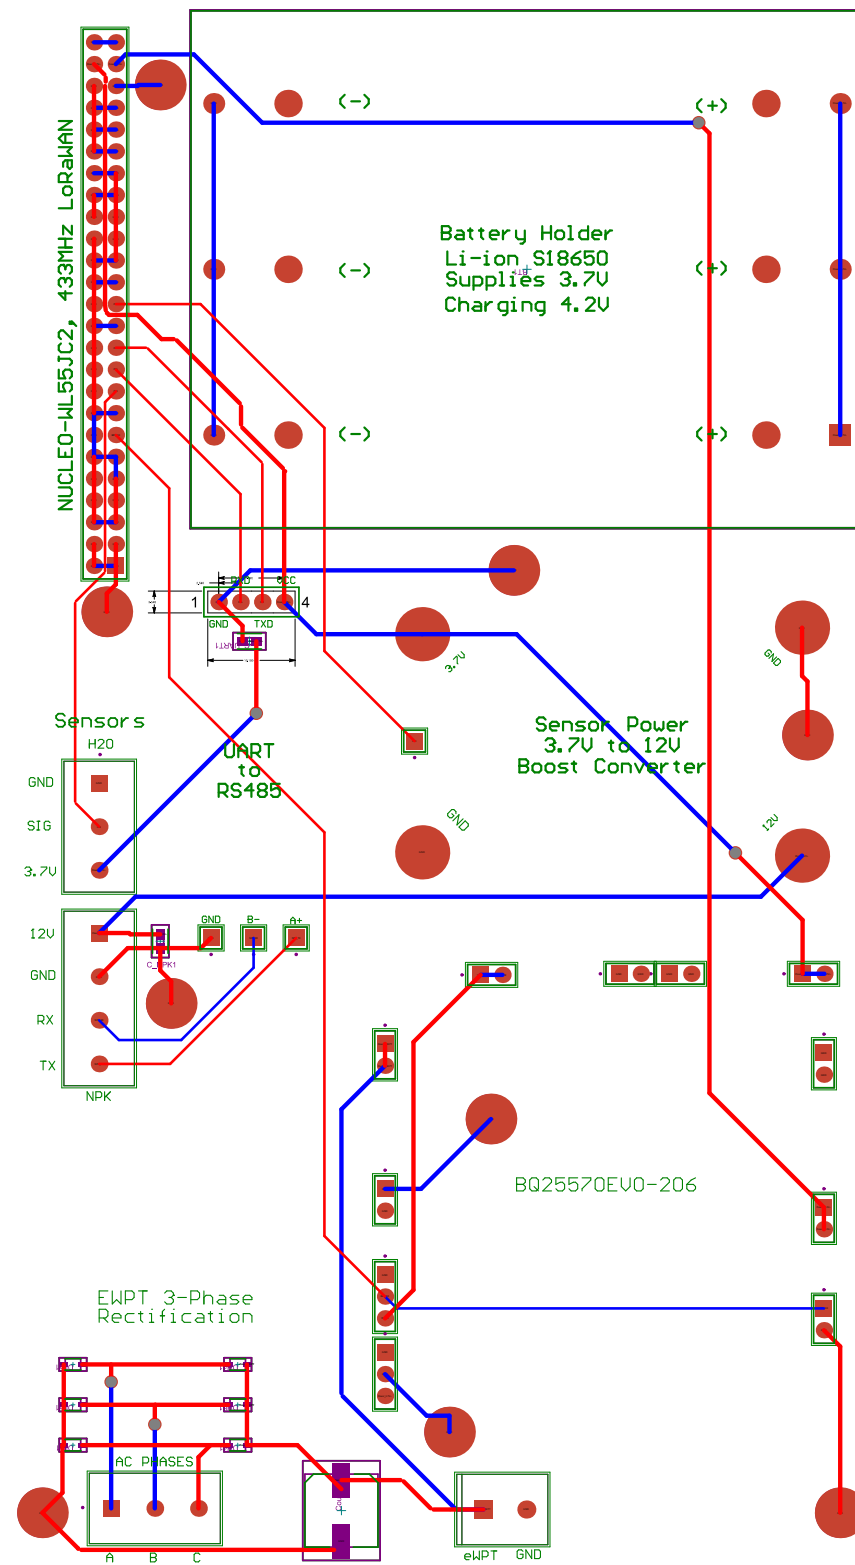 NUCLEO-WL55JC2, 433MHz LoRaWAN
(-)
(+)
Battery Holder
Li-ion S18650
Supplies 3.7V
Charging 4.2V
BT1
(-)
(+)
(-)
(+)
VCC
1
4
GND
TXD
3.7V
GND
Sensors
H2O
GND
SIG
3.7V
UART
to
RS485
Sensor Power
3.7V to 12V
Boost Converter
GND
12V
12V
GND
RX
TX
NPK
C_NPK1
GND
B-
A+
BQ25570EVO-206
EWPT 3-Phase
Rectification
AC PHASES
A
B
C
eWPT
GND